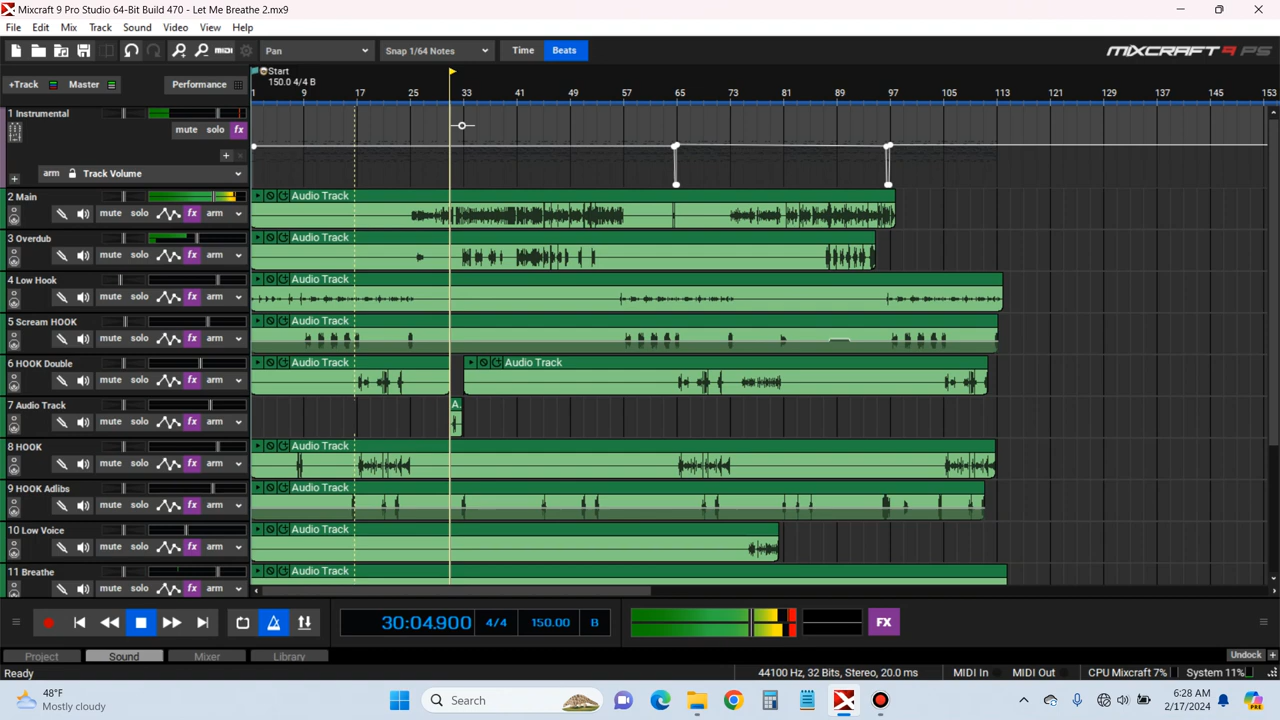 Mixcraft 9 Pro Studio 64-Bit Build 470 - Let Me Breathe 2.mx9
File Edit Mix Track Sound Video View Help
Pan Snap 1/64 Notes Time Beats MIXCRAFT 9 PS
+Track Master Performance
Start
150.0 4/4 B
1 9 17 25 33 41 49 57 65 73 81 89 97 105 113 121 129 137 145 153
1 Instrumental
mute solo fx
arm Track Volume
2 Main Audio Track
mute solo fx arm
3 Overdub Audio Track
mute solo fx arm
4 Low Hook Audio Track
mute solo fx arm
5 Scream HOOK Audio Track
mute solo fx arm
6 HOOK Double Audio Track Audio Track
mute solo fx arm
7 Audio Track A.
mute solo fx arm
8 HOOK Audio Track
mute solo fx arm
9 HOOK Adlibs Audio Track
mute solo fx arm
10 Low Voice Audio Track
mute solo fx arm
11 Breathe Audio Track
mute solo fx arm
30:04.900 4/4 150.00 B FX
Project Sound Mixer Library Undock
Ready 44100 Hz, 32 Bits, Stereo, 20.0 ms MIDI In MIDI Out CPU Mixcraft 7% System 11%
48°F
Mostly cloudy
Search
6:28 AM
2/17/2024